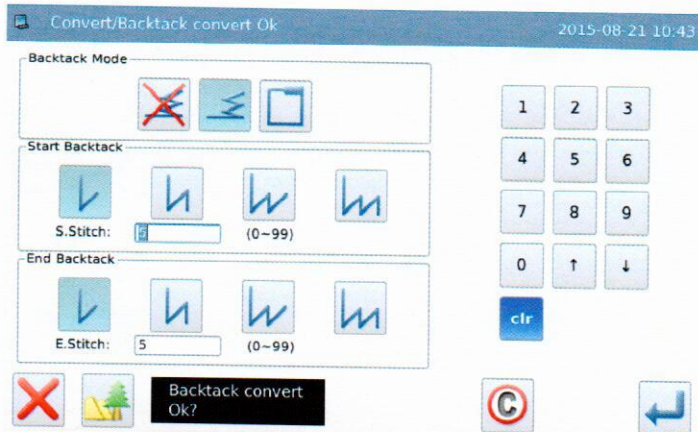 Convert/Backtack convert Ok 2015-08-21 10:43
Backtack Mode
Start Backtack
S.Stitch: 5 (0~99)
End Backtack
E.Stitch: 5 (0~99)
1 2 3
4 5 6
7 8 9
0 ↑ ↓
clr
Backtack convert
Ok?
C